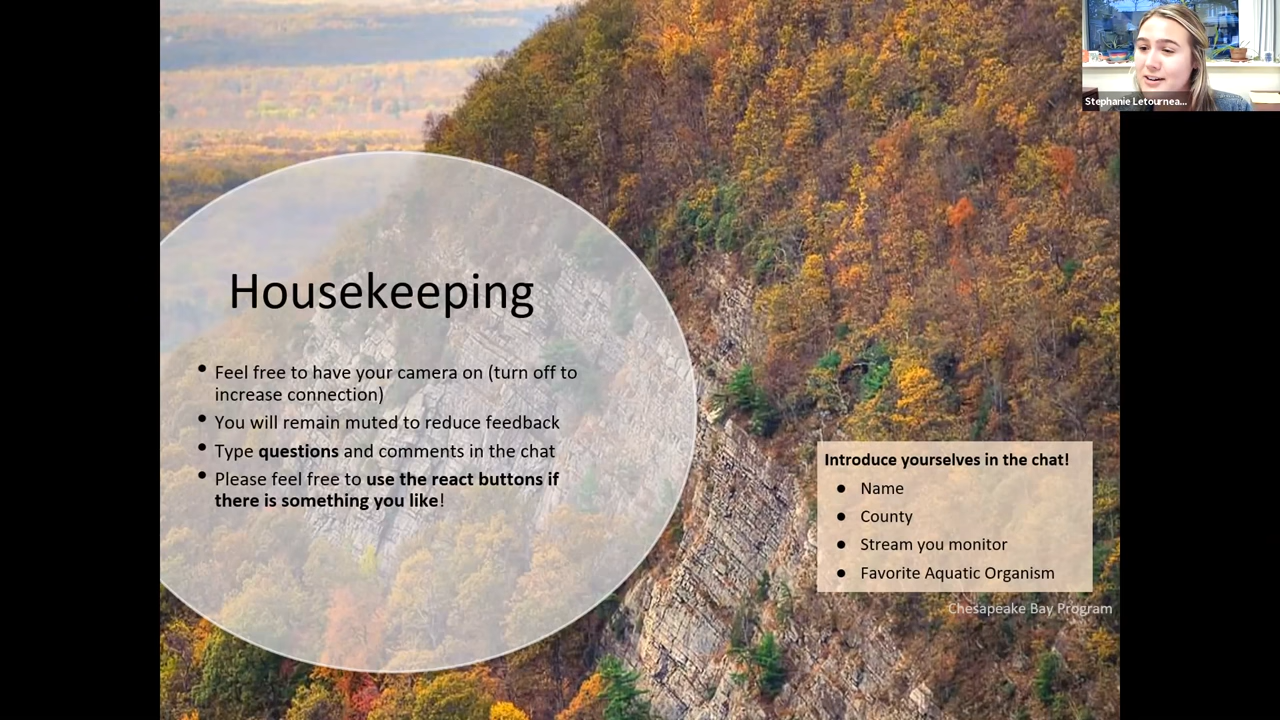 Stephanie Letournea...
Housekeeping
• Feel free to have your camera on (turn off to
increase connection)
• You will remain muted to reduce feedback
• Type questions and comments in the chat
• Please feel free to use the react buttons if
there is something you like!
Introduce yourselves in the chat!
● Name
● County
● Stream you monitor
● Favorite Aquatic Organism
Chesapeake Bay Program